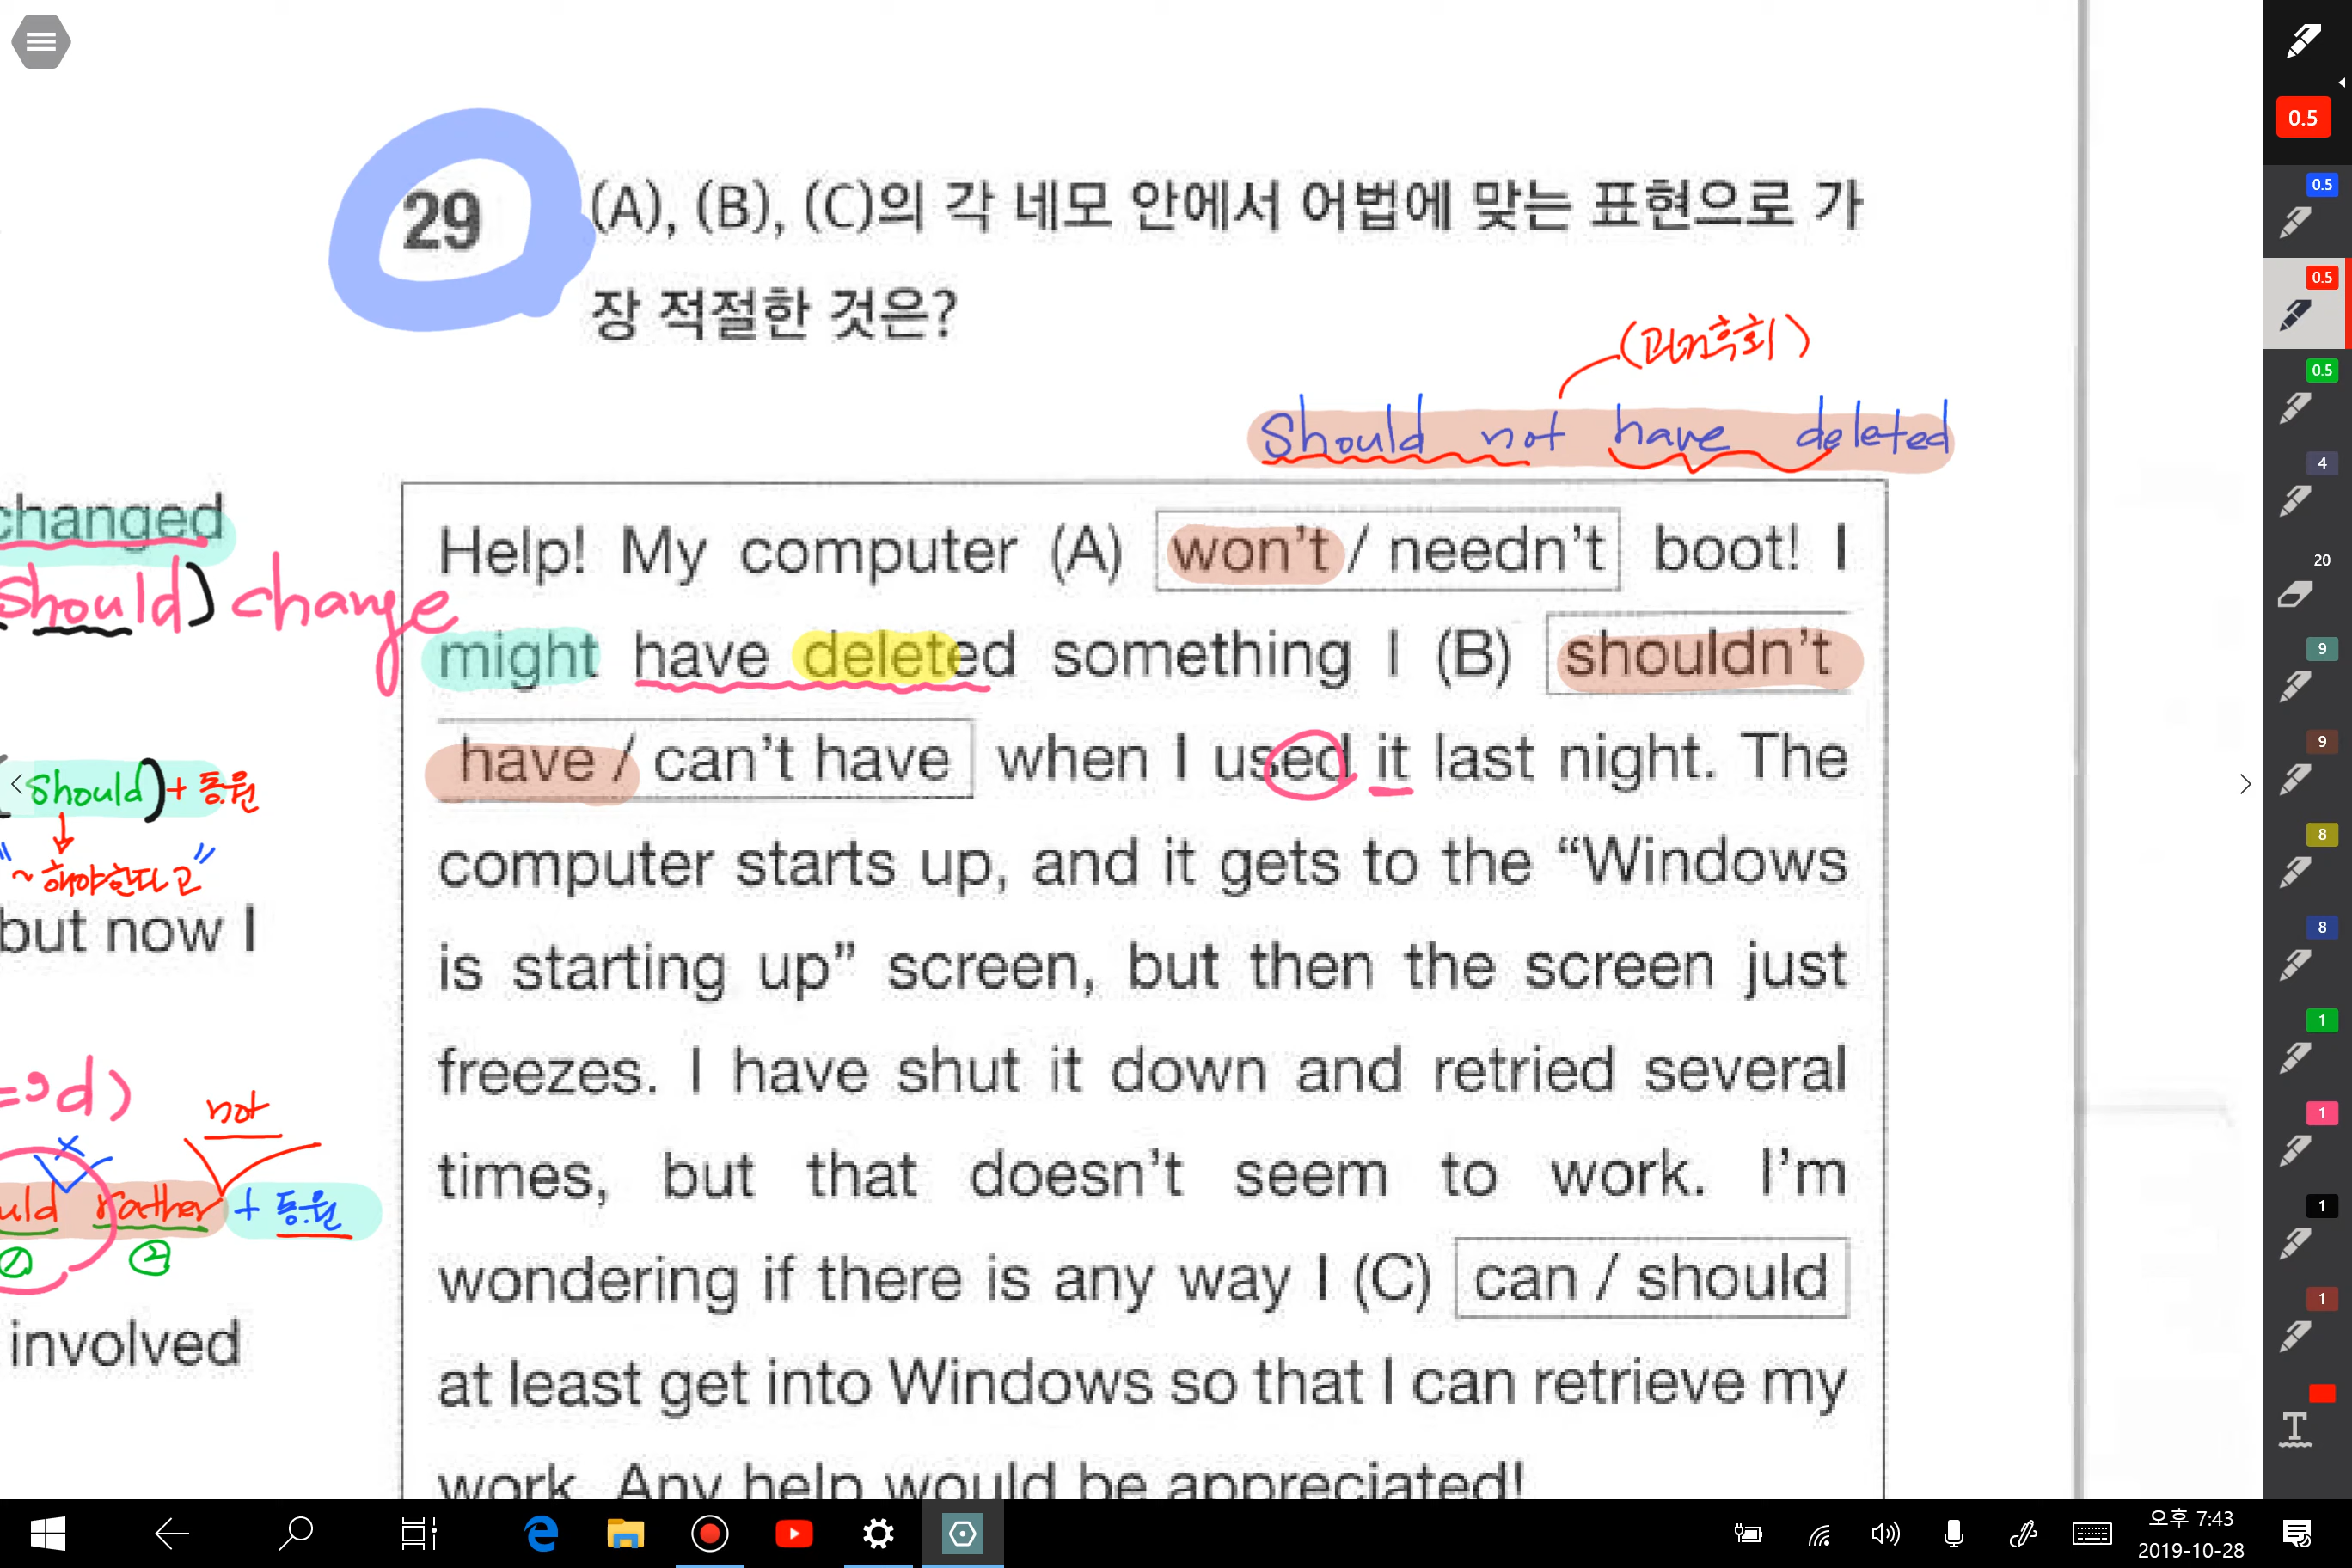 29 (A), (B), (C)의 각 네모 안에서 어법에 맞는 표현으로 가
장 적절한 것은?
(과거후회)
Should not have deleted
Help! My computer (A) won't / needn't boot! I
might have deleted something I (B) shouldn't
have / can't have when I used it last night. The
computer starts up, and it gets to the “Windows
is starting up” screen, but then the screen just
freezes. I have shut it down and retried several
times, but that doesn't seem to work. I'm
wondering if there is any way I (C) can / should
at least get into Windows so that I can retrieve my
work. Any help would be appreciated!
changed
should) change
(should) + 동.원
"~해야한다고"
but now I
=3d)
not
uld rather + 동.원
① ②
involved
0.5
0.5
0.5
0.5
4
20
9
9
8
8
1
1
1
1
T
오후 7:43
2019-10-28